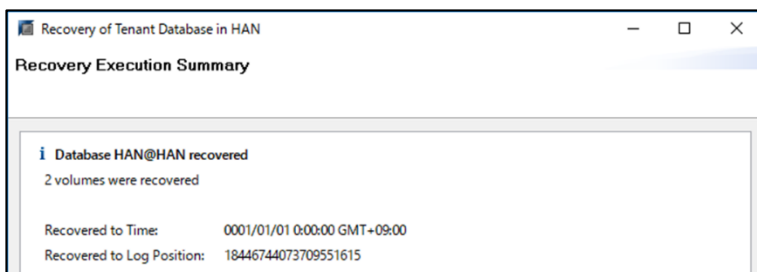 Recovery of Tenant Database in HAN
Recovery Execution Summary
i Database HAN@HAN recovered
2 volumes were recovered
Recovered to Time: 0001/01/01 0:00:00 GMT+09:00
Recovered to Log Position: 18446744073709551615